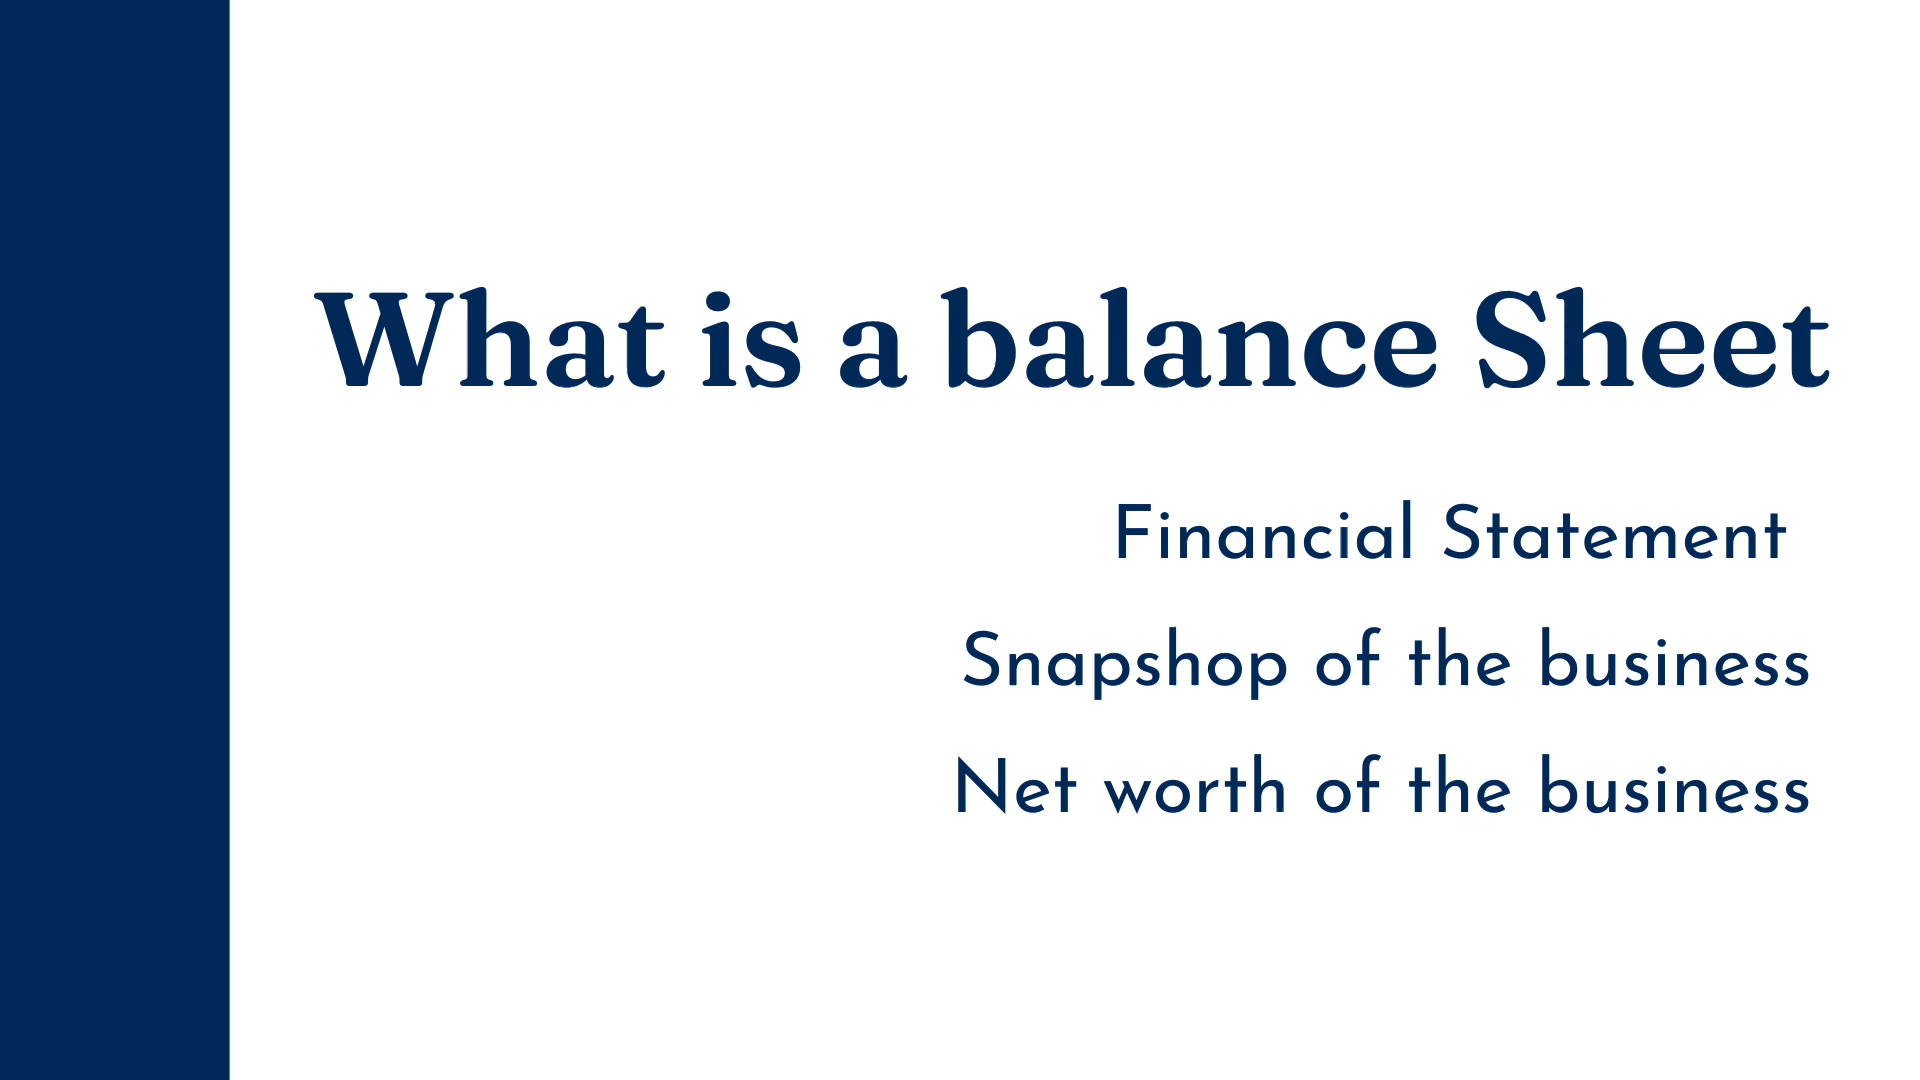 What is a balance Sheet
Financial Statement
Snapshop of the business
Net worth of the business